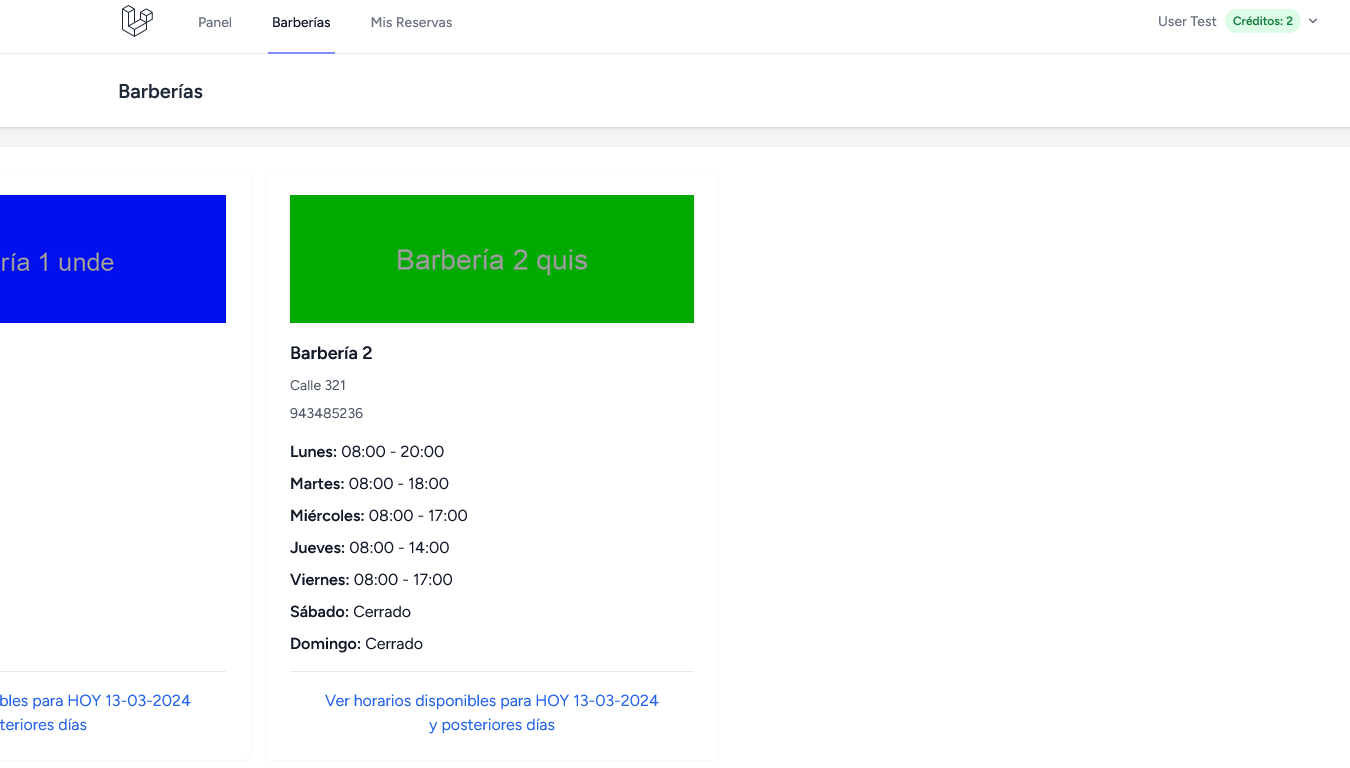 Panel
Barberías
Mis Reservas
User Test
Créditos: 2
Barberías
ría 1 unde
bles para HOY 13-03-2024
teriores días
Barbería 2 quis
Barbería 2
Calle 321
943485236
Lunes: 08:00 - 20:00
Martes: 08:00 - 18:00
Miércoles: 08:00 - 17:00
Jueves: 08:00 - 14:00
Viernes: 08:00 - 17:00
Sábado: Cerrado
Domingo: Cerrado
Ver horarios disponibles para HOY 13-03-2024
y posteriores días